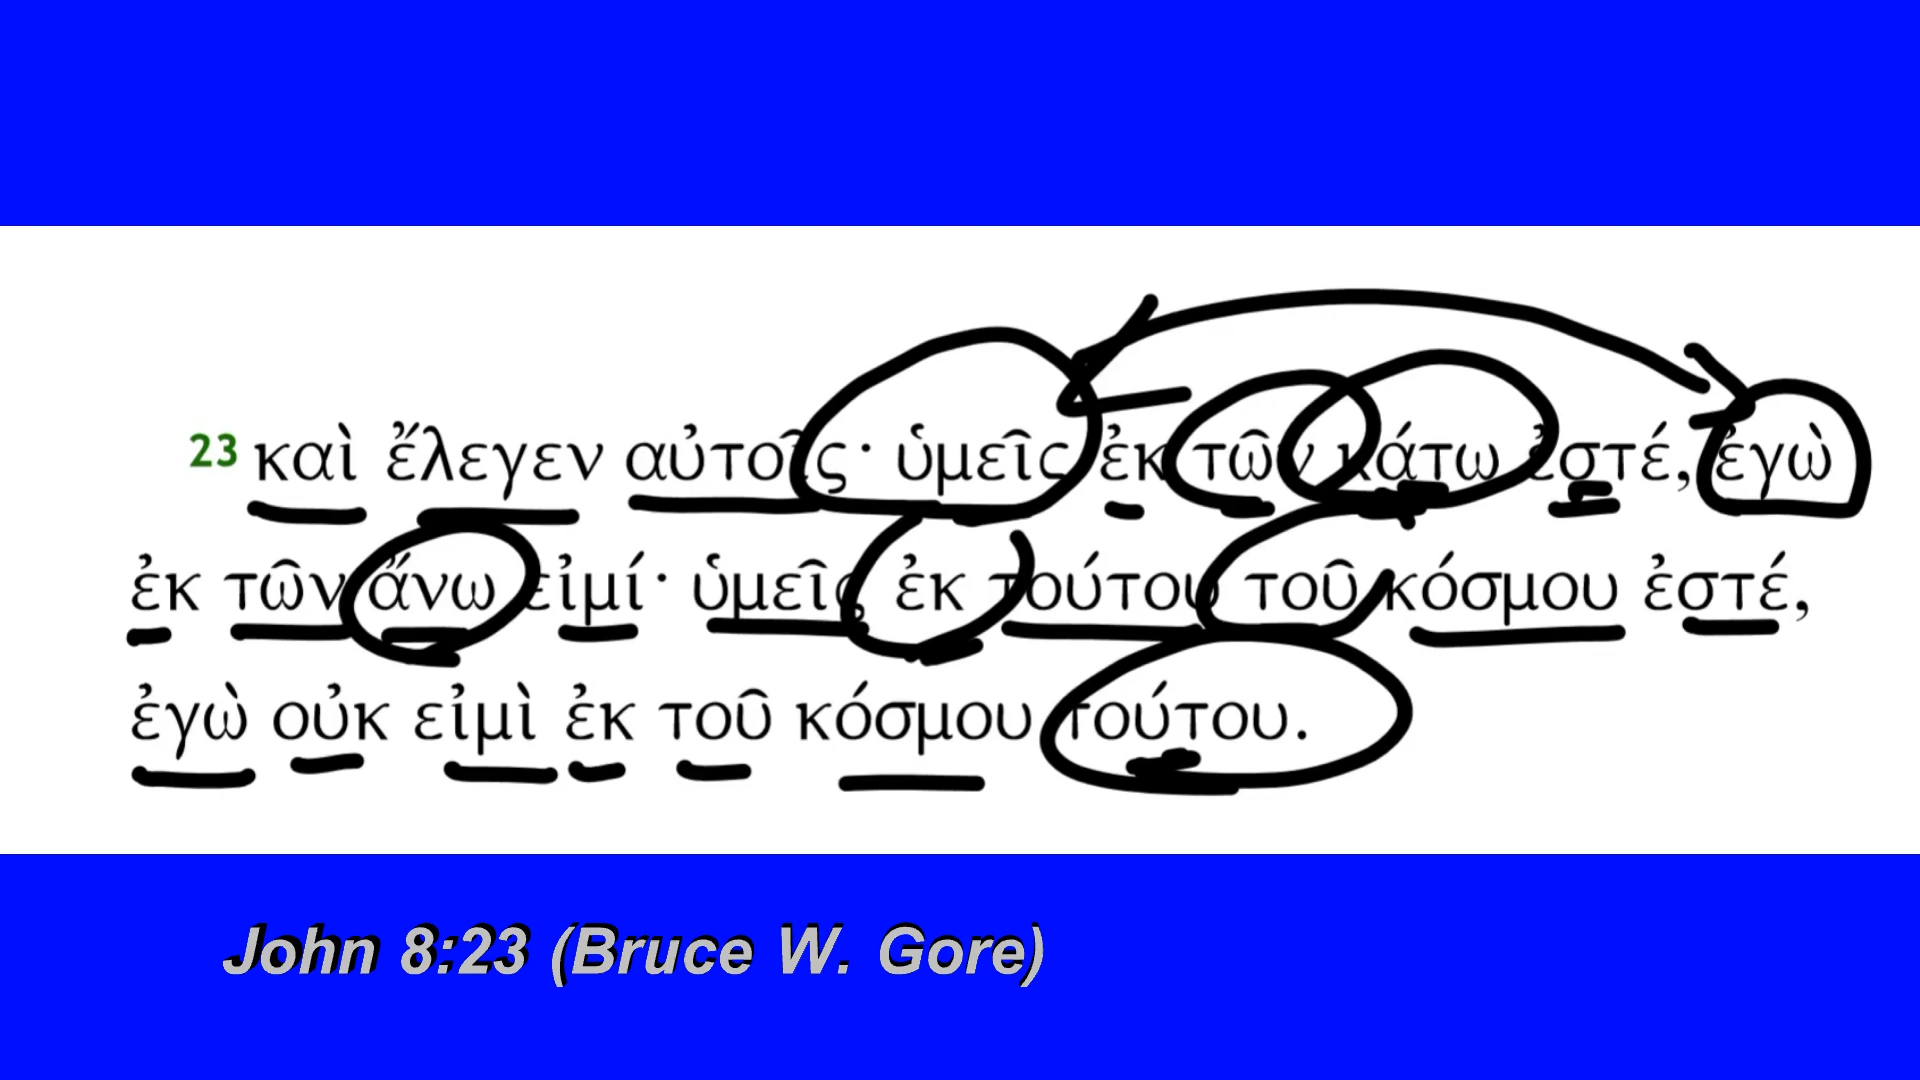 23 καὶ ἔλεγεν αὐτοῖς· ὑμεῖς ἐκ τῶν κάτω ἐστέ, ἐγὼ
ἐκ τῶν ἄνω εἰμί· ὑμεῖς ἐκ τούτου τοῦ κόσμου ἐστέ,
ἐγὼ οὐκ εἰμὶ ἐκ τοῦ κόσμου τούτου.
John 8:23 (Bruce W. Gore)